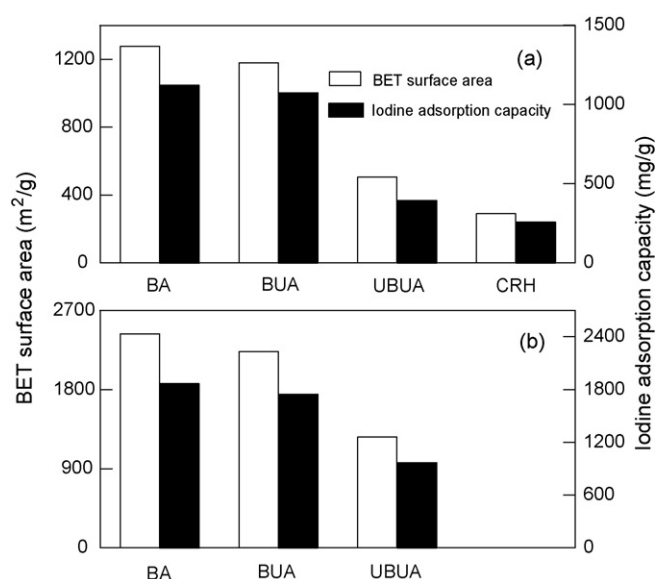 1500
1200
(a)
BET surface area
Iodine adsorption capacity
1000
800
500
400
0
0
BA
BUA
UBUA
CRH
2700
2400
(b)
1800
1800
1200
900
600
0
0
BA
BUA
UBUA
BET surface area (m²/g)
Iodine adsorption capacity (mg/g)